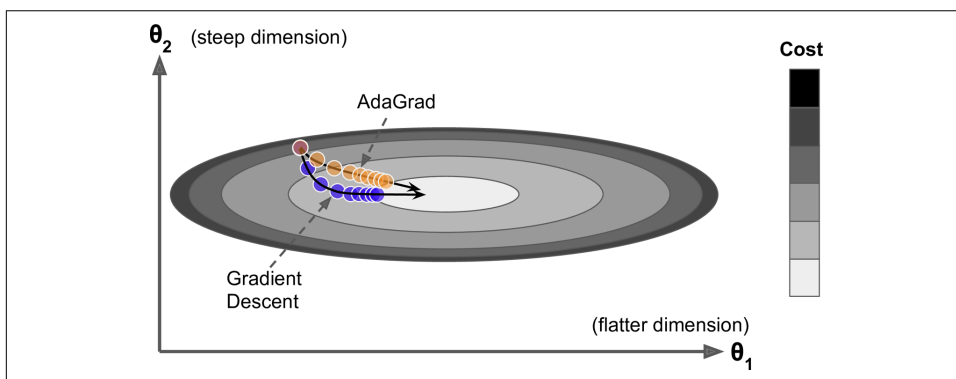 θ2 (steep dimension)
Cost
AdaGrad
Gradient
Descent
(flatter dimension)
θ1